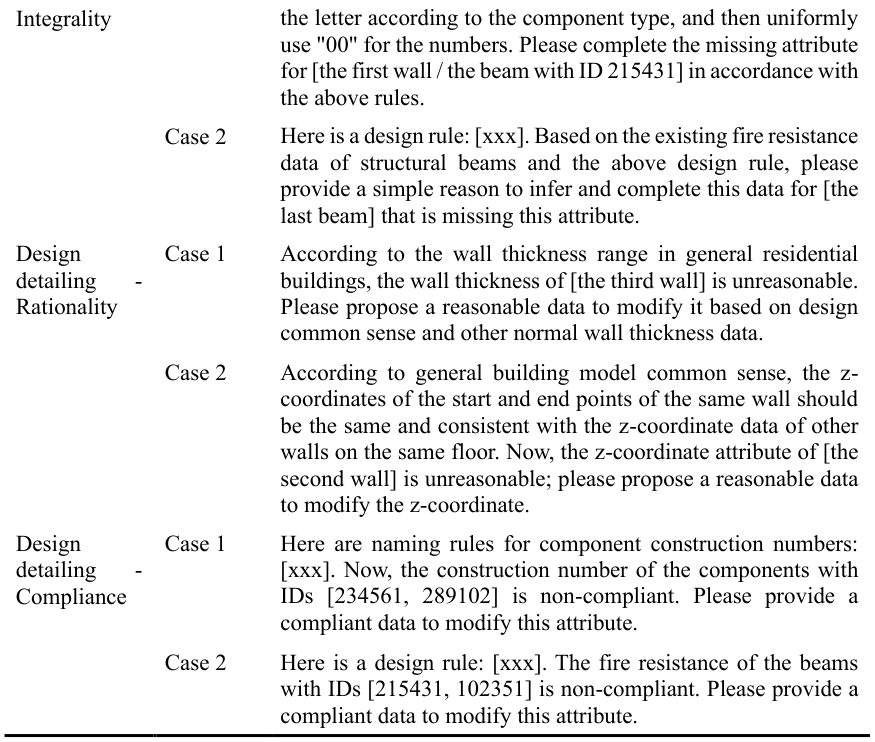 Integrality
the letter according to the component type, and then uniformly
use "00" for the numbers. Please complete the missing attribute
for [the first wall / the beam with ID 215431] in accordance with
the above rules.
Case 2
Here is a design rule: [xxx]. Based on the existing fire resistance
data of structural beams and the above design rule, please
provide a simple reason to infer and complete this data for [the
last beam] that is missing this attribute.
Design
detailing -
Rationality
Case 1
According to the wall thickness range in general residential
buildings, the wall thickness of [the third wall] is unreasonable.
Please propose a reasonable data to modify it based on design
common sense and other normal wall thickness data.
Case 2
According to general building model common sense, the z-
coordinates of the start and end points of the same wall should
be the same and consistent with the z-coordinate data of other
walls on the same floor. Now, the z-coordinate attribute of [the
second wall] is unreasonable; please propose a reasonable data
to modify the z-coordinate.
Design
detailing -
Compliance
Case 1
Here are naming rules for component construction numbers:
[xxx]. Now, the construction number of the components with
IDs [234561, 289102] is non-compliant. Please provide a
compliant data to modify this attribute.
Case 2
Here is a design rule: [xxx]. The fire resistance of the beams
with IDs [215431, 102351] is non-compliant. Please provide a
compliant data to modify this attribute.